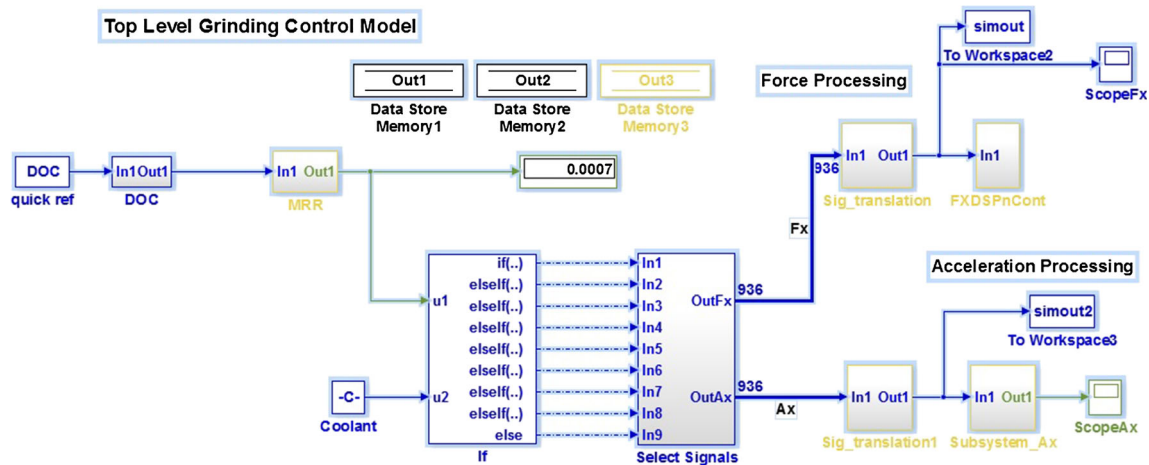 Top Level Grinding Control Model
Out1
Out2
Out3
Data Store
Memory1
Data Store
Memory2
Data Store
Memory3
DOC
quick ref
In1Out1
DOC
In1 Out1
MRR
0.0007
u1
u2
if(..)
elseIf(..)
elseIf(..)
elseIf(..)
elseIf(..)
elseIf(..)
elseIf(..)
elseIf(..)
else
If
-C-
Coolant
In1
In2
In3
In4
In5
In6
In7
In8
In9
OutFx
OutAx
Select Signals
936
936
Fx
Ax
Force Processing
936
In1 Out1
Sig_translation
simout
To Workspace2
ScopeFx
In1
FXDSPnCont
Acceleration Processing
In1 Out1
Sig_translation1
simout2
To Workspace3
In1 Out1
Subsystem_Ax
ScopeAx